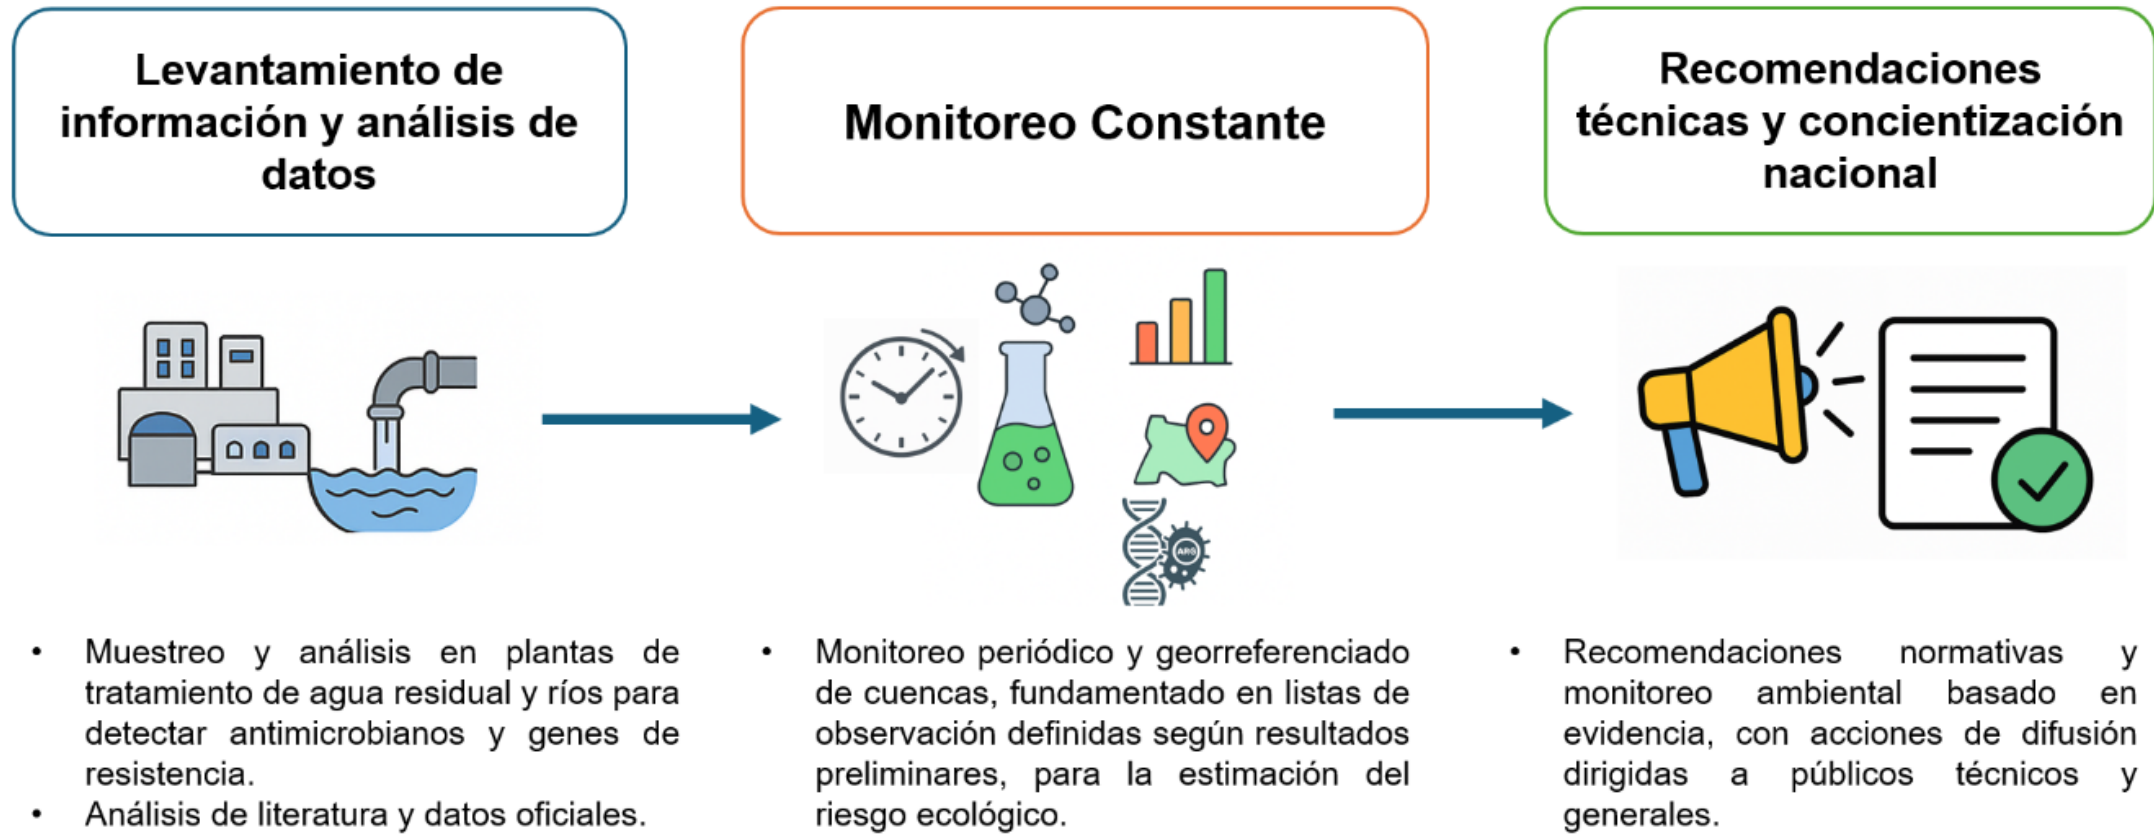 Levantamiento de
información y análisis de
datos
Monitoreo Constante
Recomendaciones
técnicas y concientización
nacional
ARG
• Muestreo y análisis en plantas de
tratamiento de agua residual y ríos para
detectar antimicrobianos y genes de
resistencia.
• Análisis de literatura y datos oficiales.
• Monitoreo periódico y georreferenciado
de cuencas, fundamentado en listas de
observación definidas según resultados
preliminares, para la estimación del
riesgo ecológico.
• Recomendaciones normativas y
monitoreo ambiental basado en
evidencia, con acciones de difusión
dirigidas a públicos técnicos y
generales.